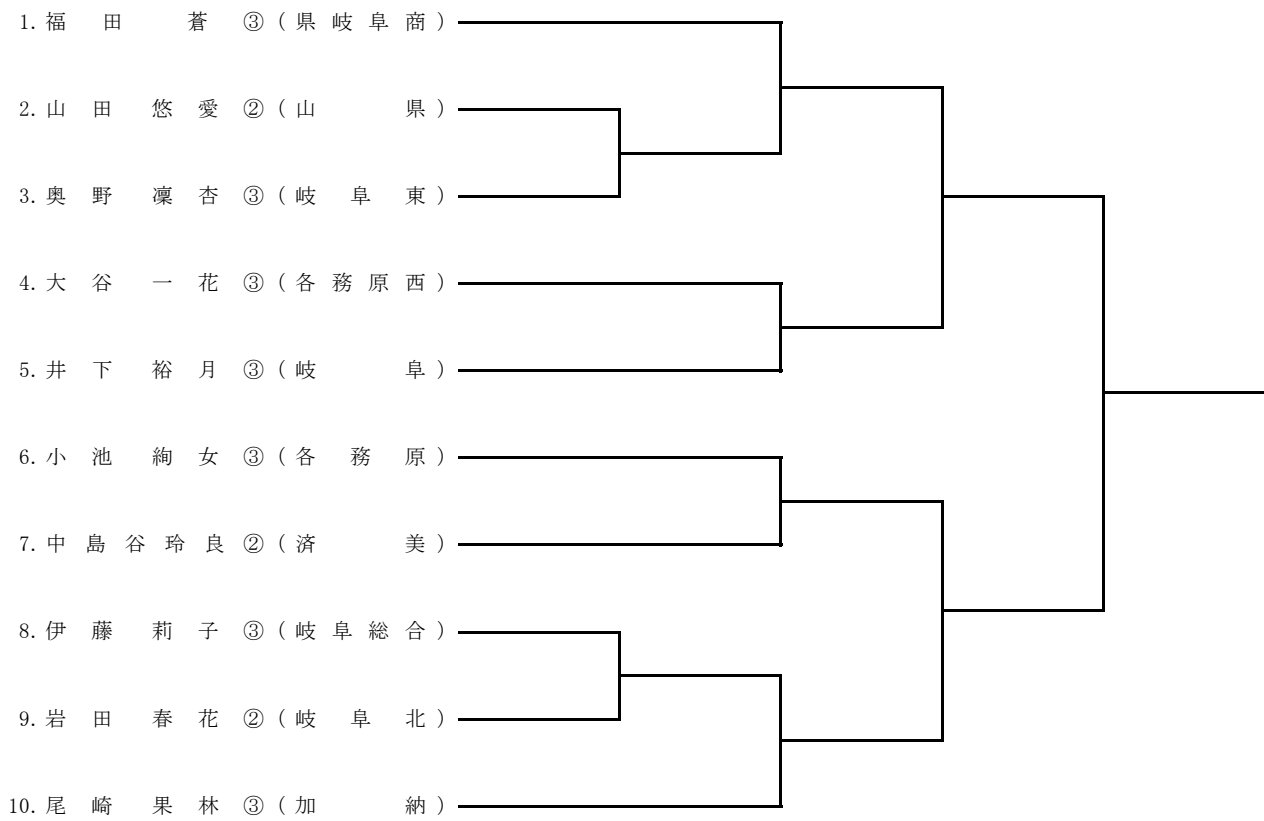 1. 福田 蒼 ③ (県岐阜商)
2. 山田 悠愛 ② (山県)
3. 奥野 凜杏 ③ (岐阜東)
4. 大谷 一花 ③ (各務原西)
5. 井下 裕月 ③ (岐阜)
6. 小池 絢女 ③ (各務原)
7. 中島谷玲良 ② (済美)
8. 伊藤 莉子 ③ (岐阜総合)
9. 岩田 春花 ② (岐阜北)
10. 尾崎 果林 ③ (加納)